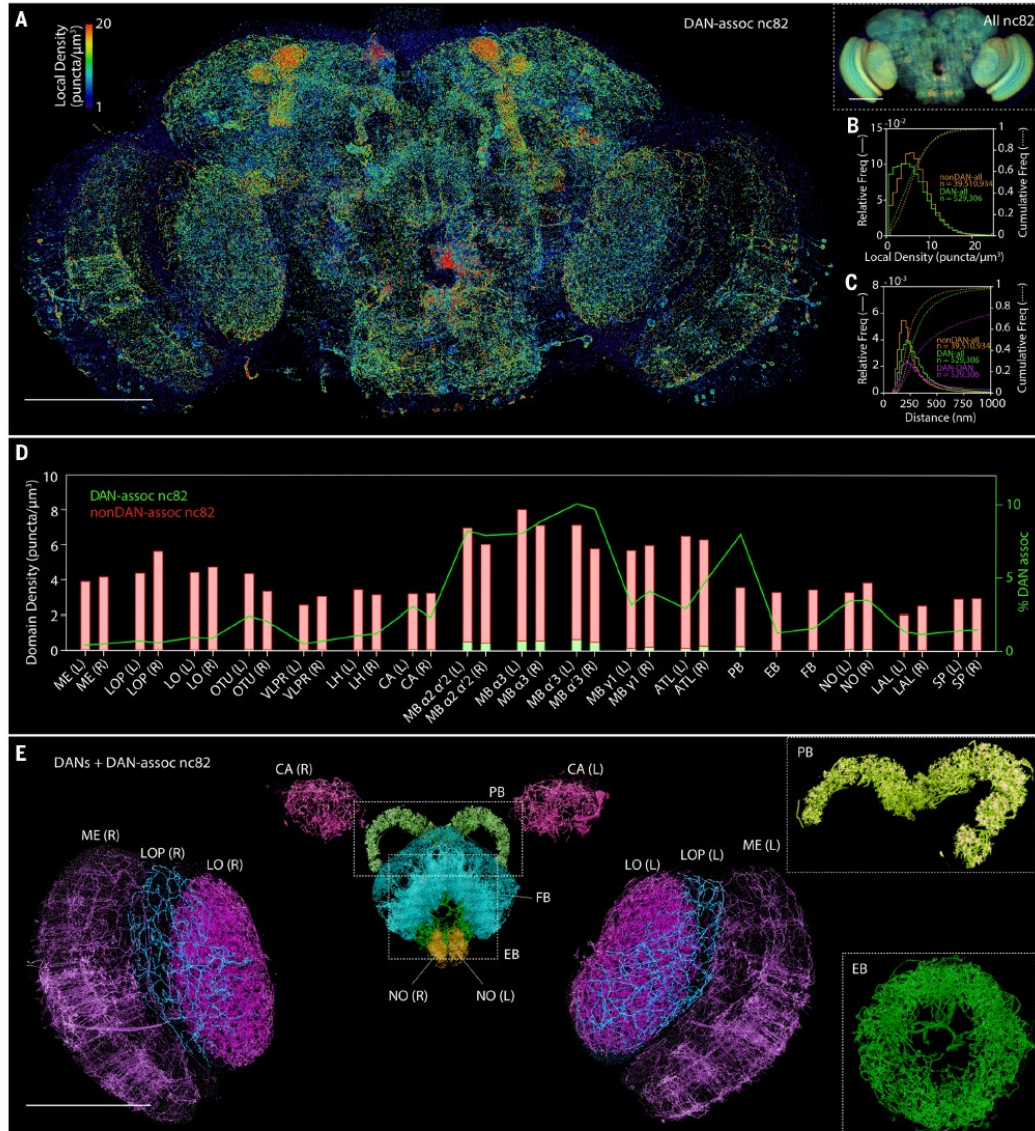 A
DAN-assoc nc82
All nc82
Local Density
(puncta/μm³)
20
1
B
15
10
5
0
-10⁻²
1
0.8
0.6
0.4
0.2
0
Relative Freq (—)
Cumulative Freq (.....)
nonDAN-all
n = 39,510,934
DAN-all
n = 529,306
0
10
20
Local Density (puncta/μm³)
C
8
6
4
2
0
-10⁻³
1
0.8
0.6
0.4
0.2
0
Relative Freq (—)
Cumulative Freq (.....)
nonDAN-all
n = 39,510,934
DAN-all
n = 529,306
DAN-DAN
n = 529,306
0
250
500
750
1000
Distance (nm)
D
DAN-assoc nc82
nonDAN-assoc nc82
Domain Density (puncta/μm³)
10
8
6
4
2
0
% DAN assoc
10
5
0
ME (L)
ME (R)
LOP (L)
LOP (R)
LO (L)
LO (R)
OTU (L)
OTU (R)
VLPR (L)
VLPR (R)
LH (L)
LH (R)
CA (L)
CA (R)
MB α2 α'2 (L)
MB α2 α'2 (R)
MB α3 (L)
MB α3 (R)
MB α'3 (L)
MB α'3 (R)
MB γ1 (L)
MB γ1 (R)
ATL (L)
ATL (R)
PB
EB
FB
NO (L)
NO (R)
LAL (L)
LAL (R)
SP (L)
SP (R)
E
DANs + DAN-assoc nc82
CA (R)
CA (L)
PB
ME (R)
LOP (R)
LO (R)
LO (L)
LOP (L)
ME (L)
FB
EB
NO (R)
NO (L)
PB
EB